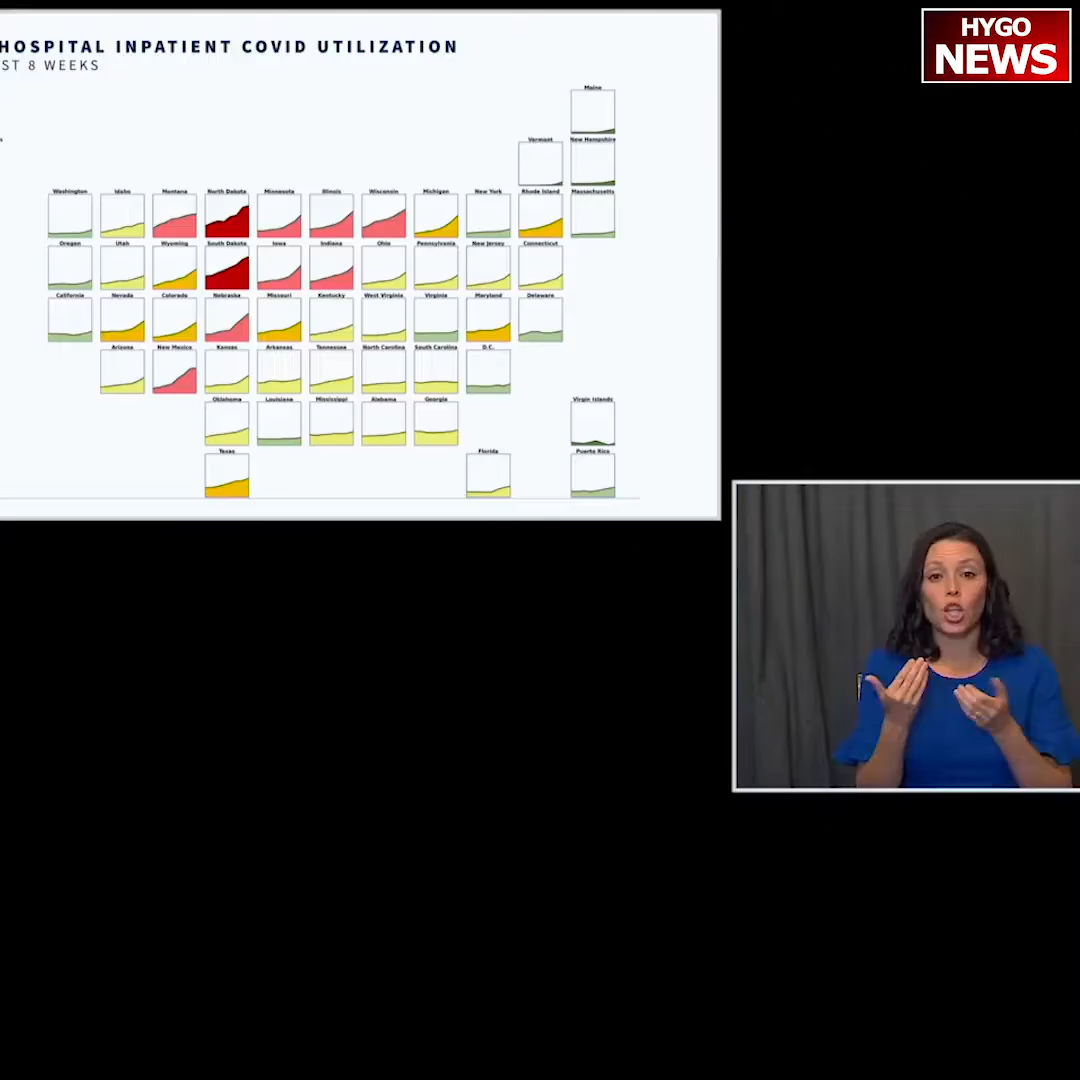 HYGO
NEWS
HOSPITAL INPATIENT COVID UTILIZATION
ST 8 WEEKS
Maine
Vermont New Hampshire
Washington Idaho Montana North Dakota Minnesota Illinois Wisconsin Michigan New York Rhode Island Massachusetts
Oregon Utah Wyoming South Dakota Iowa Indiana Ohio Pennsylvania New Jersey Connecticut
California Nevada Colorado Nebraska Missouri Kentucky West Virginia Virginia Maryland Delaware
Arizona New Mexico Kansas Arkansas Tennessee North Carolina South Carolina D.C.
Oklahoma Louisiana Mississippi Alabama Georgia Virgin Islands
Texas Florida Puerto Rico